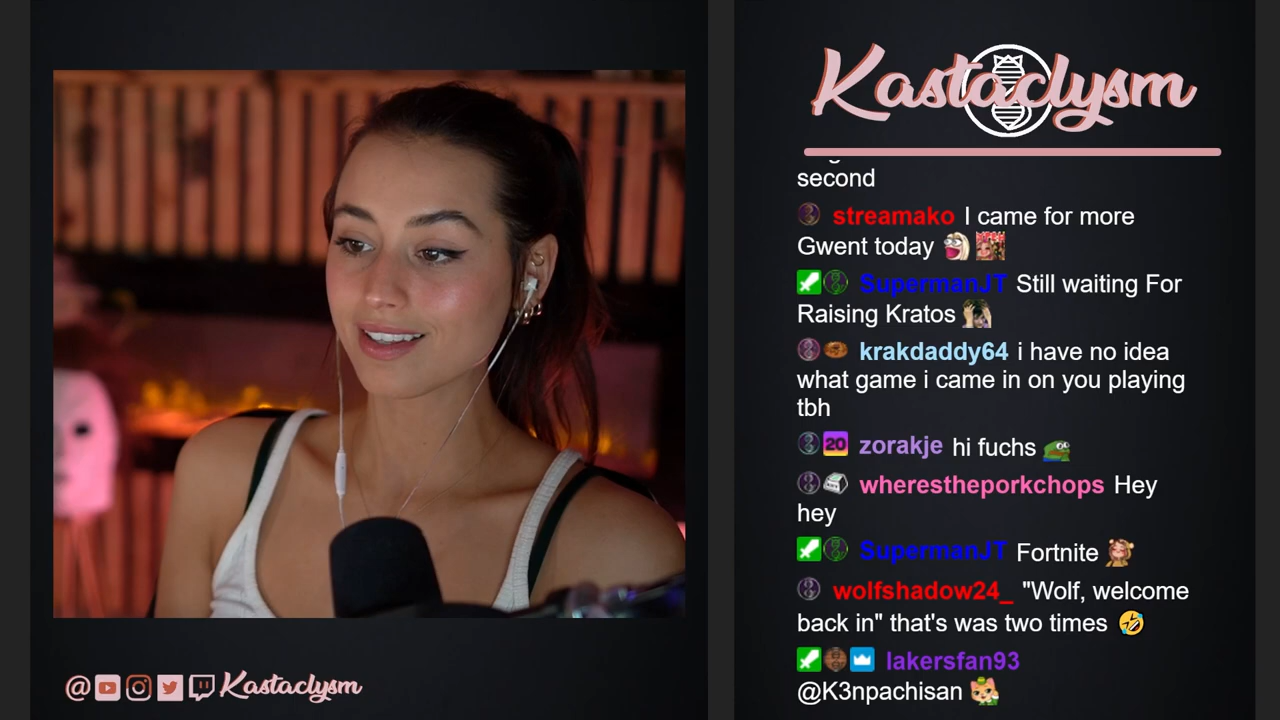 Kastaclysm
second
streamako I came for more
Gwent today
SupermanJT Still waiting For
Raising Kratos
krakdaddy64 i have no idea
what game i came in on you playing
tbh
20 zorakje hi fuchs
wherestheporkchops Hey
hey
SupermanJT Fortnite
wolfshadow24_ "Wolf, welcome
back in" that's was two times
lakersfan93
@K3npachisan
@ Kastaclysm